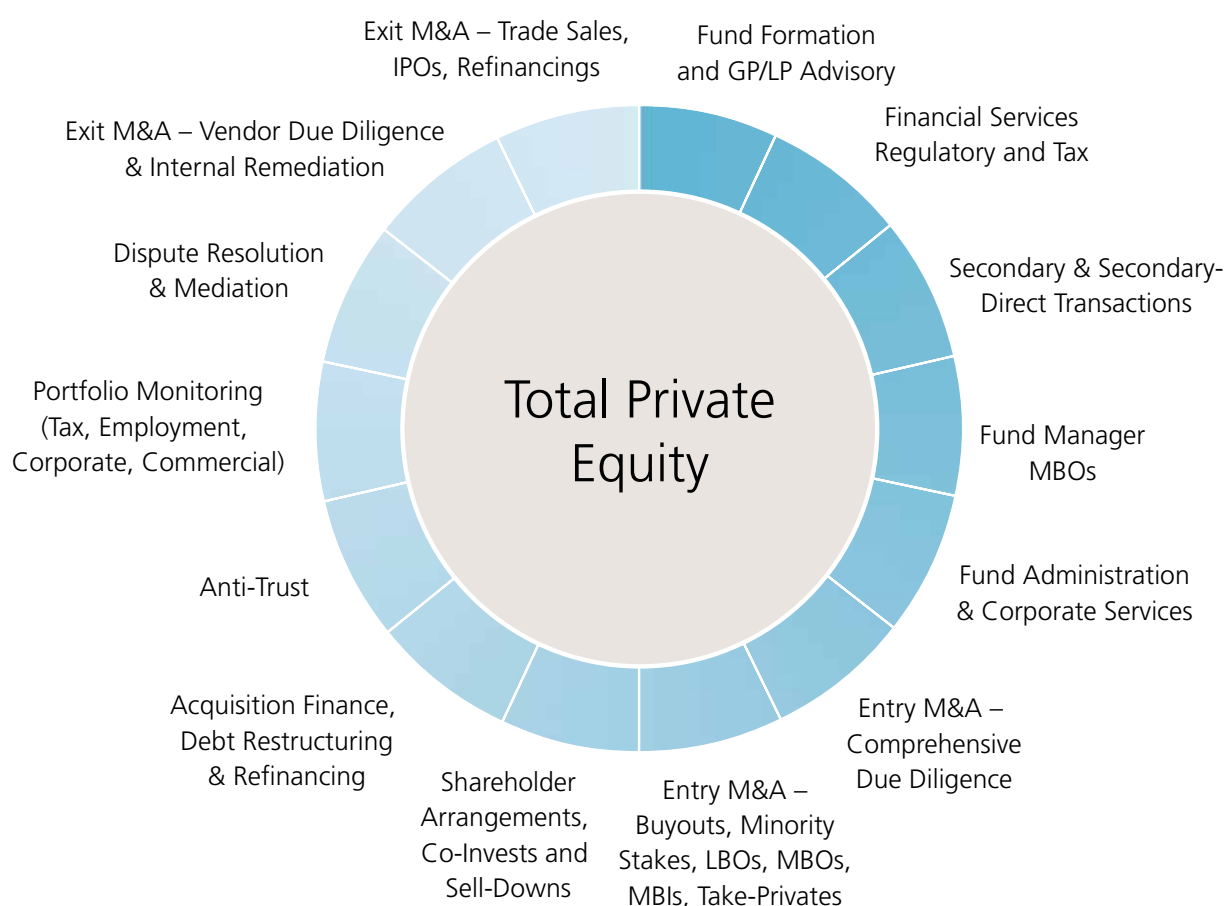 Exit M&A – Trade Sales,
IPOs, Refinancings
Fund Formation
and GP/LP Advisory
Financial Services
Regulatory and Tax
Secondary & Secondary-
Direct Transactions
Fund Manager
MBOs
Fund Administration
& Corporate Services
Entry M&A –
Comprehensive
Due Diligence
Entry M&A –
Buyouts, Minority
Stakes, LBOs, MBOs,
MBIs, Take-Privates
Shareholder
Arrangements,
Co-Invests and
Sell-Downs
Acquisition Finance,
Debt Restructuring
& Refinancing
Anti-Trust
Portfolio Monitoring
(Tax, Employment,
Corporate, Commercial)
Dispute Resolution
& Mediation
Exit M&A – Vendor Due Diligence
& Internal Remediation
Total Private
Equity